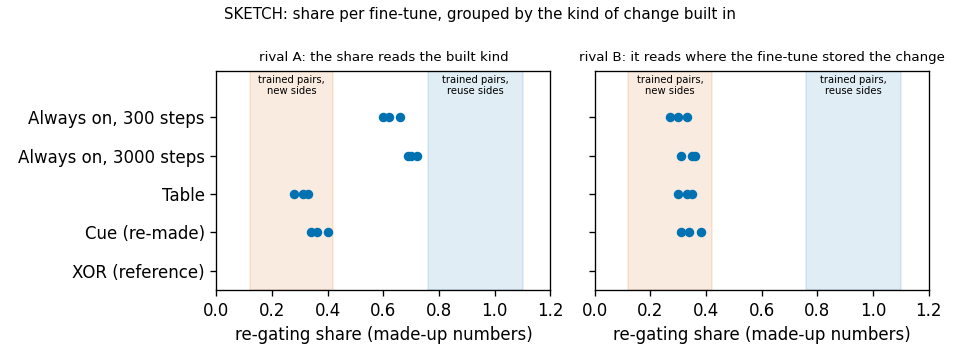 SKETCH: share per fine-tune, grouped by the kind of change built in
rival A: the share reads the built kind
trained pairs,
new sides
trained pairs,
reuse sides
Always on, 300 steps
Always on, 3000 steps
Table
Cue (re-made)
XOR (reference)
0.0 0.2 0.4 0.6 0.8 1.0 1.2
re-gating share (made-up numbers)
rival B: it reads where the fine-tune stored the change
trained pairs,
new sides
trained pairs,
reuse sides
0.0 0.2 0.4 0.6 0.8 1.0 1.2
re-gating share (made-up numbers)